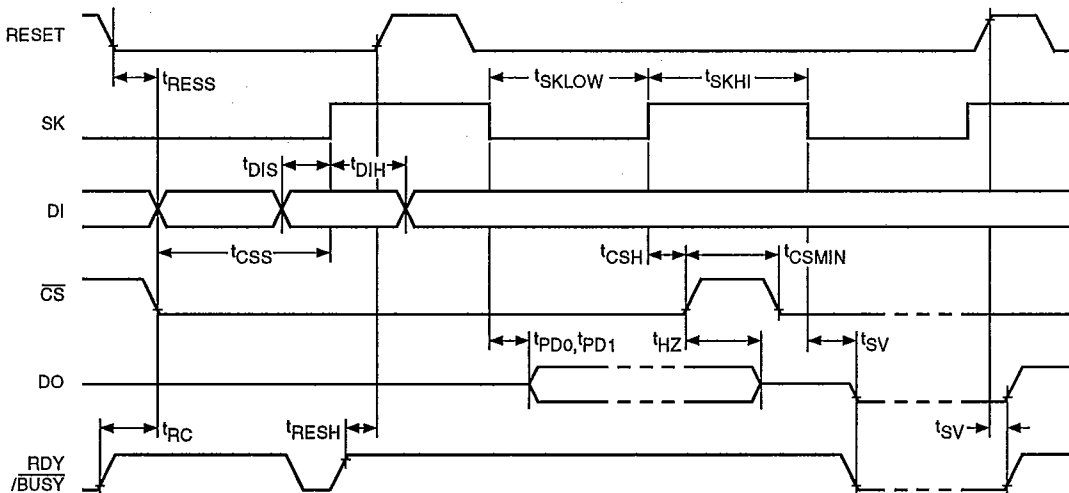 RESET
tRESS
tSKLOW
tSKHI
SK
tDIS
tDIH
DI
tCSS
tCSH
tCSMIN
CS
tPD0,tPD1
tHZ
tSV
DO
tRC
tRESH
tSV
RDY
/BUSY